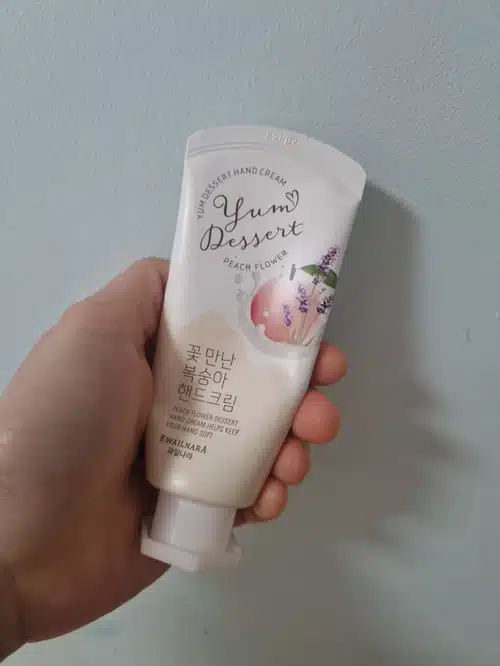 YUM DESSERT HAND CREAM
Yum
Dessert
PEACH FLOWER
꽃 만난
복숭아
핸드크림
PEACH FLOWER DESSERT
HAND CREAM HELPS KEEP
YOUR HAND SOFT
KWAILNARA
과일나라